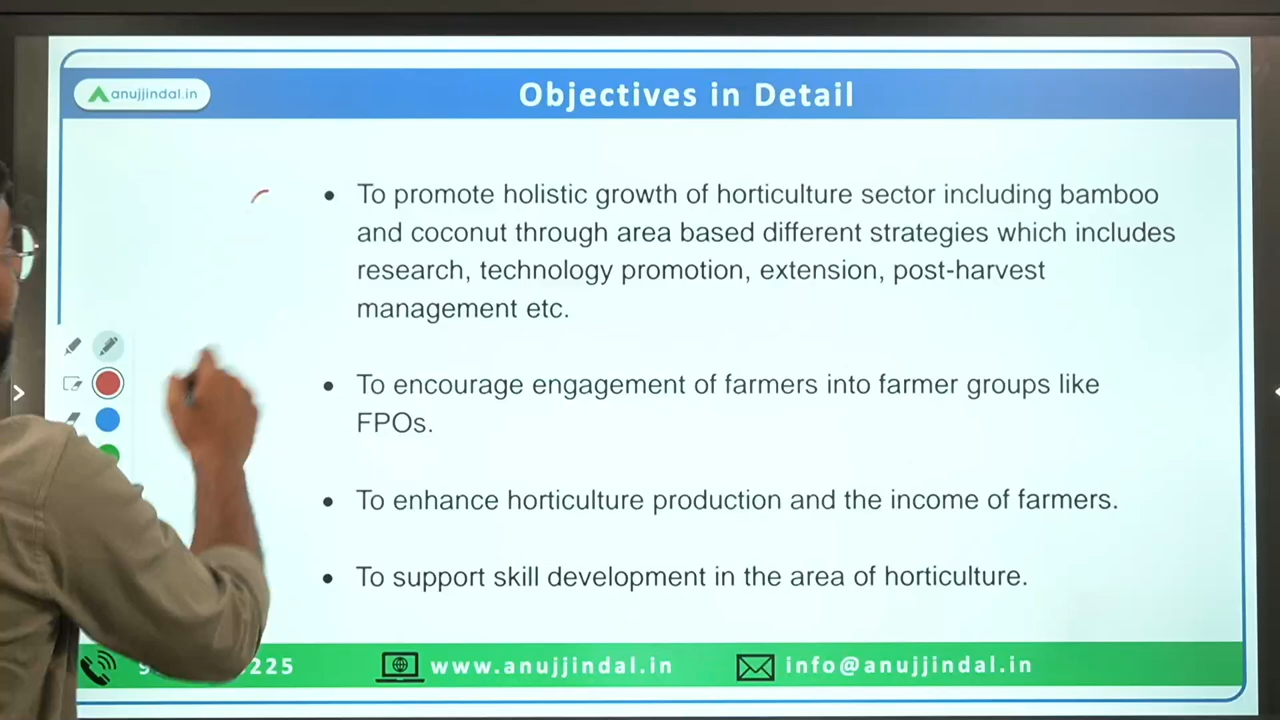 anujjindal.in
Objectives in Detail
• To promote holistic growth of horticulture sector including bamboo
and coconut through area based different strategies which includes
research, technology promotion, extension, post-harvest
management etc.
• To encourage engagement of farmers into farmer groups like
FPOs.
• To enhance horticulture production and the income of farmers.
• To support skill development in the area of horticulture.
225 www.anujjindal.in info@anujjindal.in